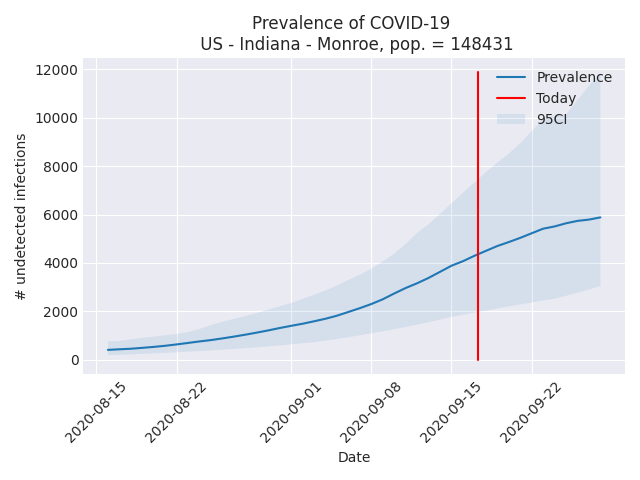 Prevalence of COVID-19
US - Indiana - Monroe, pop. = 148431
12000
10000
8000
6000
4000
2000
0
# undetected infections
Prevalence
Today
95CI
2020-08-15
2020-08-22
2020-09-01
2020-09-08
2020-09-15
2020-09-22
Date